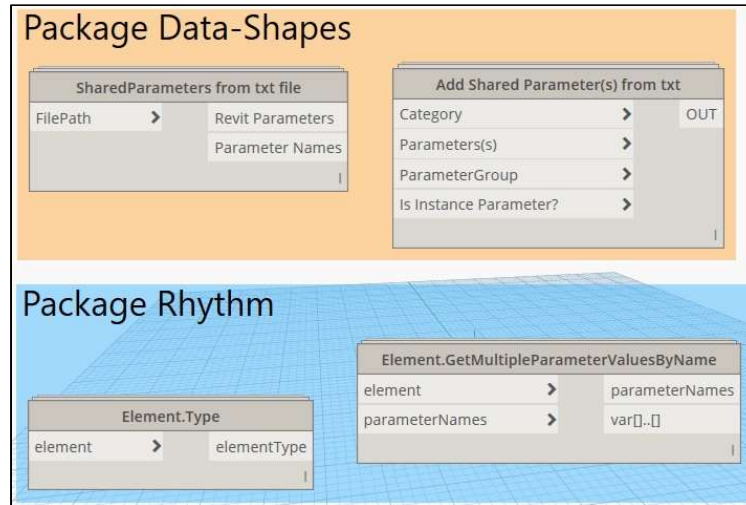 Package Data-Shapes
SharedParameters from txt file
FilePath > Revit Parameters
Parameter Names
Add Shared Parameter(s) from txt
Category > OUT
Parameters(s) >
ParameterGroup >
Is Instance Parameter? >
Package Rhythm
Element.Type
element > elementType
Element.GetMultipleParameterValuesByName
element > parameterNames
parameterNames > var[]..[]